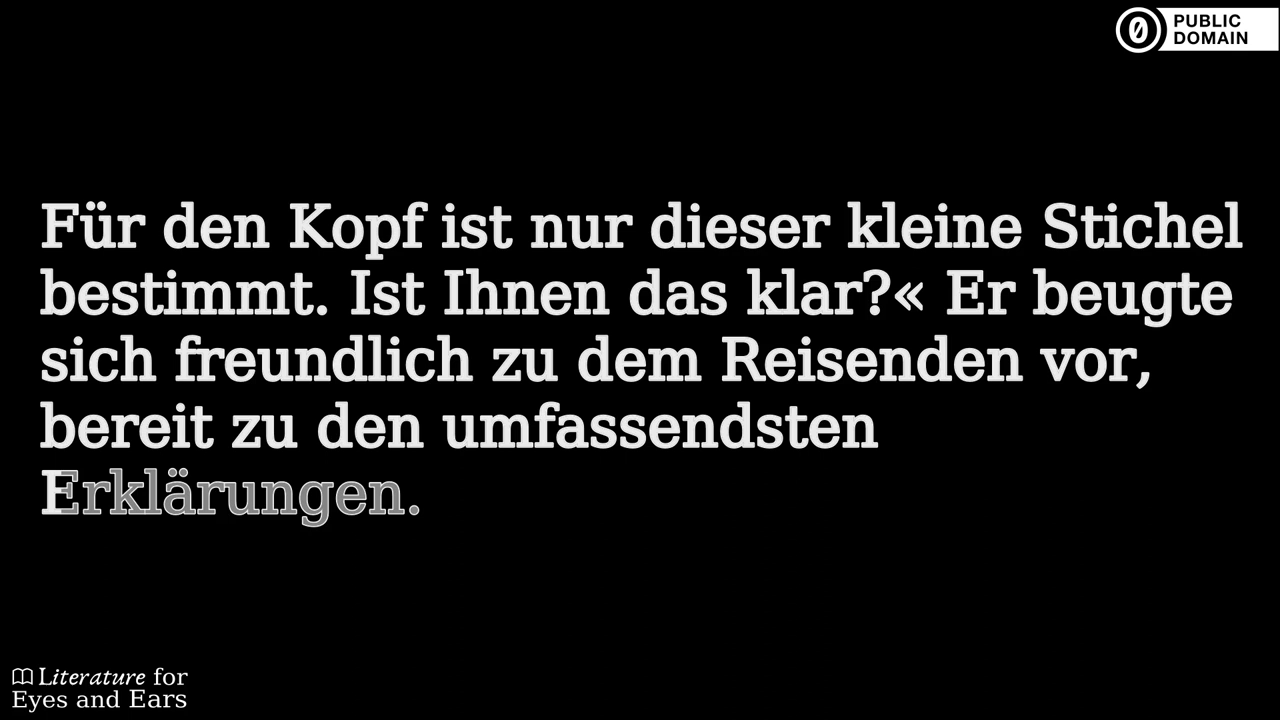 PUBLIC
DOMAIN
Für den Kopf ist nur dieser kleine Stichel
bestimmt. Ist Ihnen das klar?« Er beugte
sich freundlich zu dem Reisenden vor,
bereit zu den umfassendsten
Erklärungen.
Literature for
Eyes and Ears